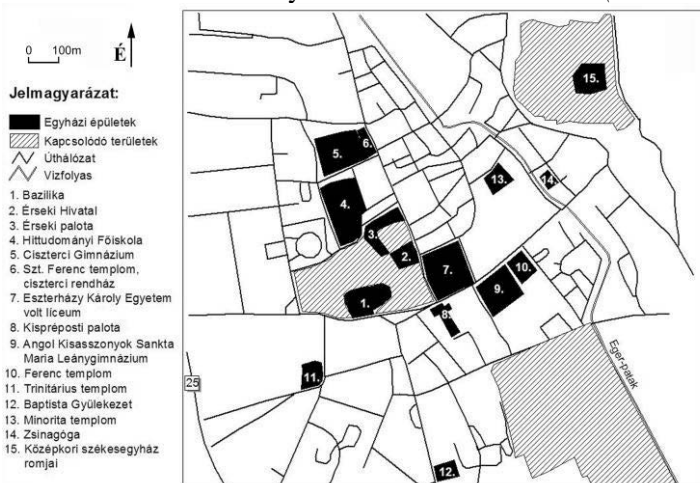 0 100m
É
Jelmagyarázat:
Egyházi épületek
Kapcsolódó területek
Úthálózat
Vízfolyas
1. Bazilika
2. Érseki Hivatal
3. Érseki palota
4. Hittudományi Főiskola
5. Ciszterci Gimnázium
6. Szt. Ferenc templom,
ciszterci rendház
7. Eszterházy Károly Egyetem
volt líceum
8. Kispréposti palota
9. Angol Kisasszonyok Sankta
Maria Leánygimnázium
10. Ferenc templom
11. Trinitárius templom
12. Baptista Gyülekezet
13. Minorita templom
14. Zsinagóga
15. Középkori székesegyház
romjai
15.
6.
5.
13.
14.
4.
3.
2.
7.
10.
9.
1.
8.
11.
25
Eger-patak
12.